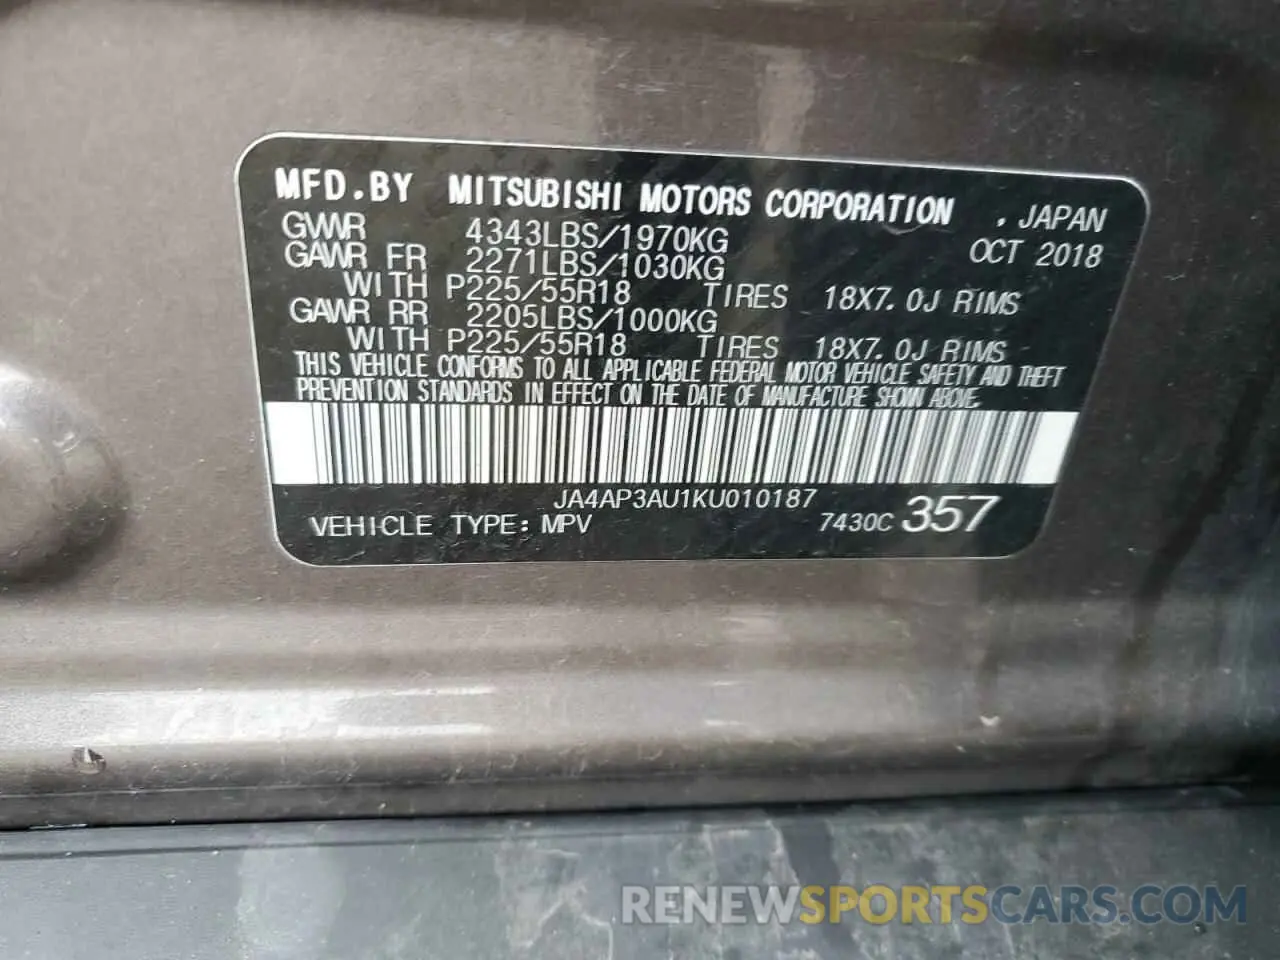 MFD.BY MITSUBISHI MOTORS CORPORATION , JAPAN
GVWR 4343LBS/1970KG OCT 2018
GAWR FR 2271LBS/1030KG
WITH P225/55R18 TIRES 18X7.0J RIMS
GAWR RR 2205LBS/1000KG
WITH P225/55R18 TIRES 18X7.0J RIMS
THIS VEHICLE CONFORMS TO ALL APPLICABLE FEDERAL MOTOR VEHICLE SAFETY AND THEFT
PREVENTION STANDARDS IN EFFECT ON THE DATE OF MANUFACTURE SHOWN ABOVE.
JA4AP3AU1KU010187
VEHICLE TYPE: MPV 7430C 357
RENEWSPORTSCARS.COM